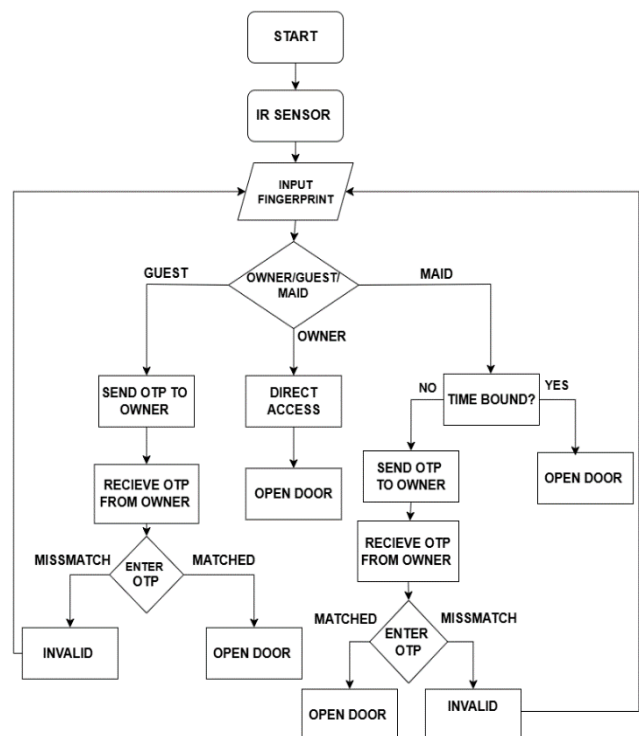 START
IR SENSOR
INPUT
FINGERPRINT
OWNER/GUEST/
MAID
GUEST
MAID
OWNER
SEND OTP TO
OWNER
DIRECT
ACCESS
NO
TIME BOUND?
YES
RECIEVE OTP
FROM OWNER
OPEN DOOR
SEND OTP
TO OWNER
OPEN DOOR
MISSMATCH
ENTER
OTP
MATCHED
RECIEVE OTP
FROM OWNER
INVALID
OPEN DOOR
MATCHED
ENTER
OTP
MISSMATCH
OPEN DOOR
INVALID